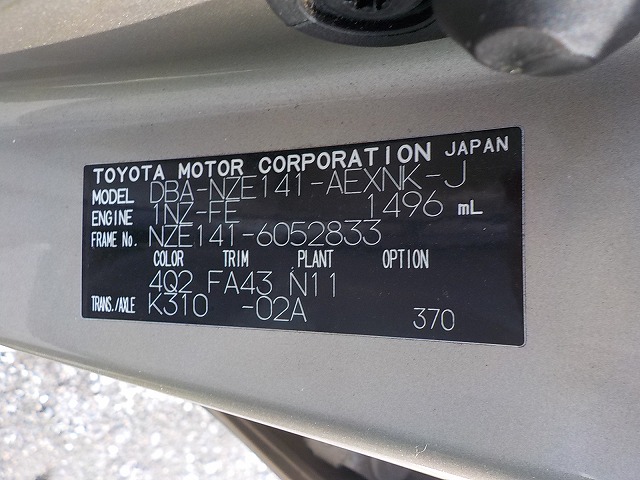 TOYOTA MOTOR CORPORATION JAPAN
MODEL DBA-NZE141-AEXNK-J
ENGINE 1NZ-FE 1496 mL
FRAME No. NZE141-6052833
COLOR TRIM PLANT OPTION
4Q2 FA43 N11
TRANS./AXLE K310 -02A 370